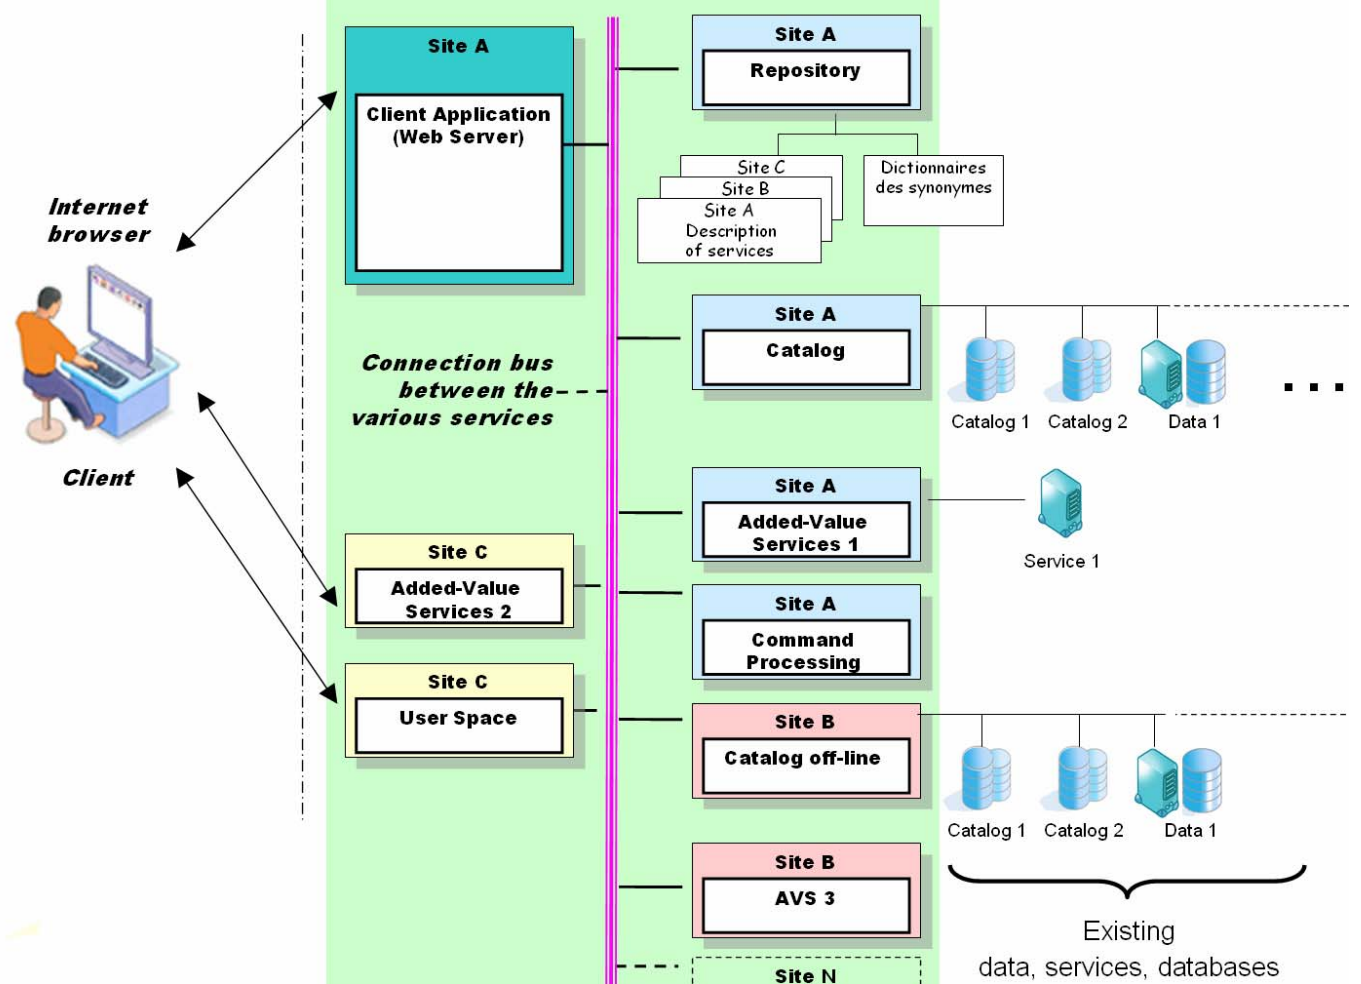 Site A
Client Application
(Web Server)
Internet
browser
Client
Connection bus
between the
various services
Site C
Added-Value
Services 2
Site C
User Space
Site A
Repository
Site C
Site B
Site A
Description
of services
Dictionnaires
des synonymes
Site A
Catalog
Catalog 1
Catalog 2
Data 1
...
Site A
Added-Value
Services 1
Service 1
Site A
Command
Processing
Site B
Catalog off-line
Catalog 1
Catalog 2
Data 1
Site B
AVS 3
Existing
data, services, databases
Site N